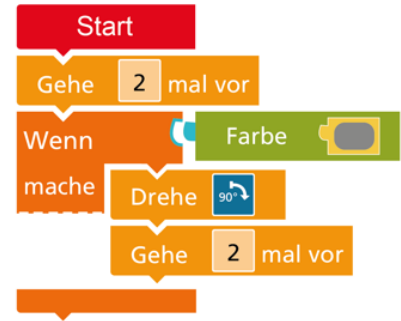 Start
Gehe 2 mal vor
Wenn Farbe
mache Drehe 90°
Gehe 2 mal vor